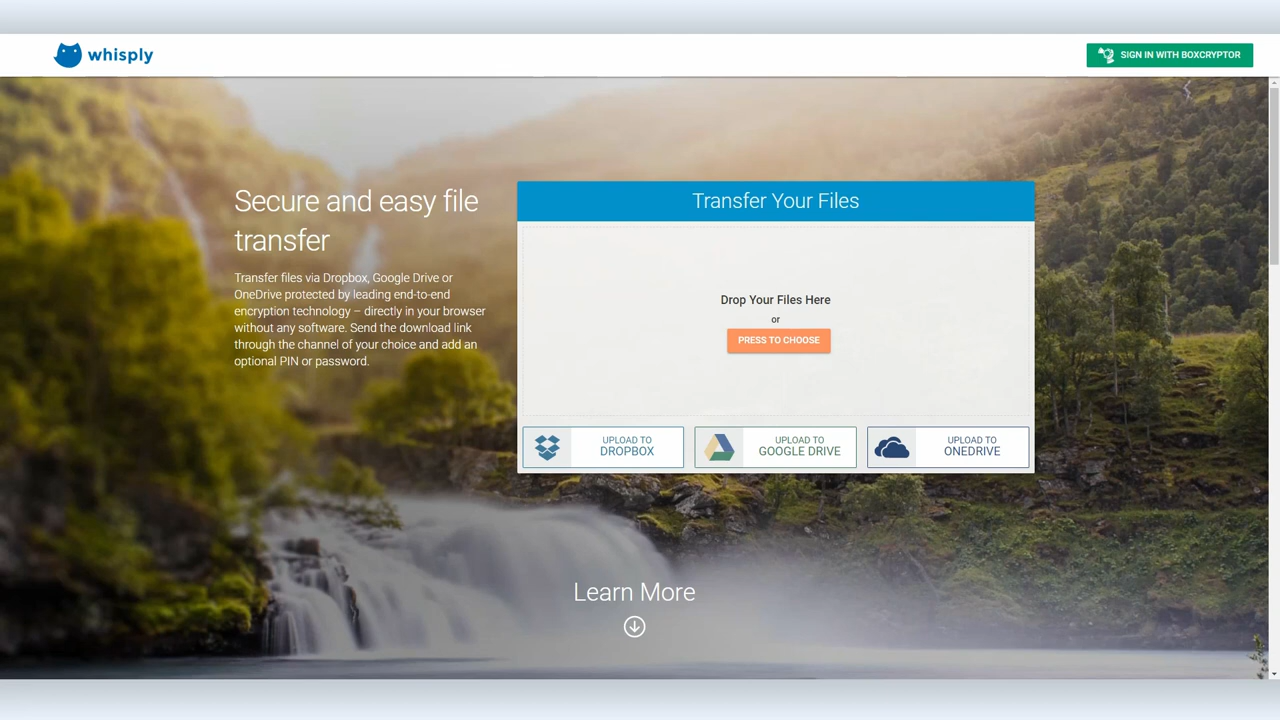 whisply
SIGN IN WITH BOXCRYPTOR
Secure and easy file
transfer
Transfer files via Dropbox, Google Drive or
OneDrive protected by leading end-to-end
encryption technology – directly in your browser
without any software. Send the download link
through the channel of your choice and add an
optional PIN or password.
Transfer Your Files
Drop Your Files Here
or
PRESS TO CHOOSE
UPLOAD TO
DROPBOX
UPLOAD TO
GOOGLE DRIVE
UPLOAD TO
ONEDRIVE
Learn More